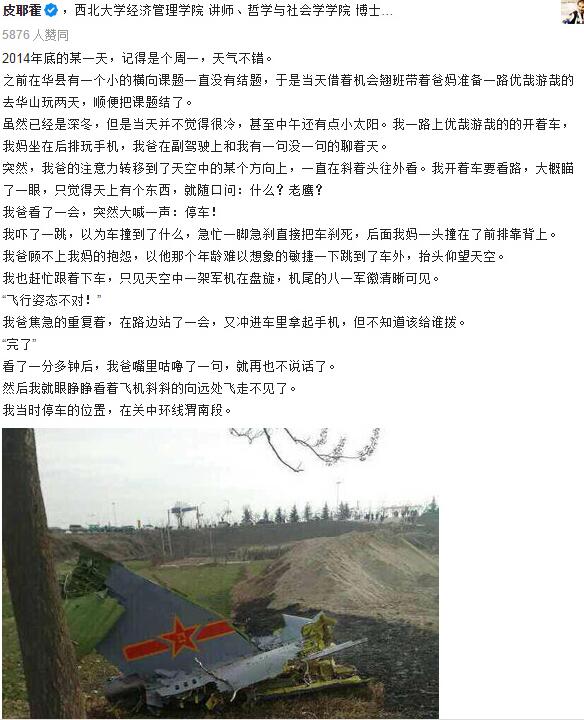 皮耶霍，西北大学经济管理学院 讲师、哲学与社会学学院 博士...
5876 人赞同
2014年底的某一天，记得是个周一，天气不错。
之前在华县有一个小的横向课题一直没有结题，于是当天借着机会翘班带着爸妈准备一路优哉游哉的
去华山玩两天，顺便把课题结了。
虽然已经是深冬，但是当天并不觉得很冷，甚至中午还有点小太阳。我一路上优哉游哉的的开着车，
我妈坐在后排玩手机，我爸在副驾驶上和我有一句没一句的聊着天。
突然，我爸的注意力转移到了天空中的某个方向上，一直在斜着头往外看。我开着车要看路，大概瞄
了一眼，只觉得天上有个东西，就随口问：什么？老鹰？
我爸看了一会，突然大喊一声：停车！
我吓了一跳，以为车撞到了什么，急忙一脚急刹直接把车刹死，后面我妈一头撞在了前排靠背上。
我爸顾不上我妈的抱怨，以他那个年龄难以想象的敏捷一下跳到了车外，抬头仰望天空。
我也赶忙跟着下车，只见天空中一架军机在盘旋，机尾的八一军徽清晰可见。
“飞行姿态不对！”
我爸焦急的重复着，在路边站了一会，又冲进车里拿起手机，但不知道该给谁拨。
“完了”
看了一分多钟后，我爸嘴里咕噜了一句，就再也不说话了。
然后我就眼睁睁看着飞机斜斜的向远处飞走不见了。
我当时停车的位置，在关中环线渭南段。